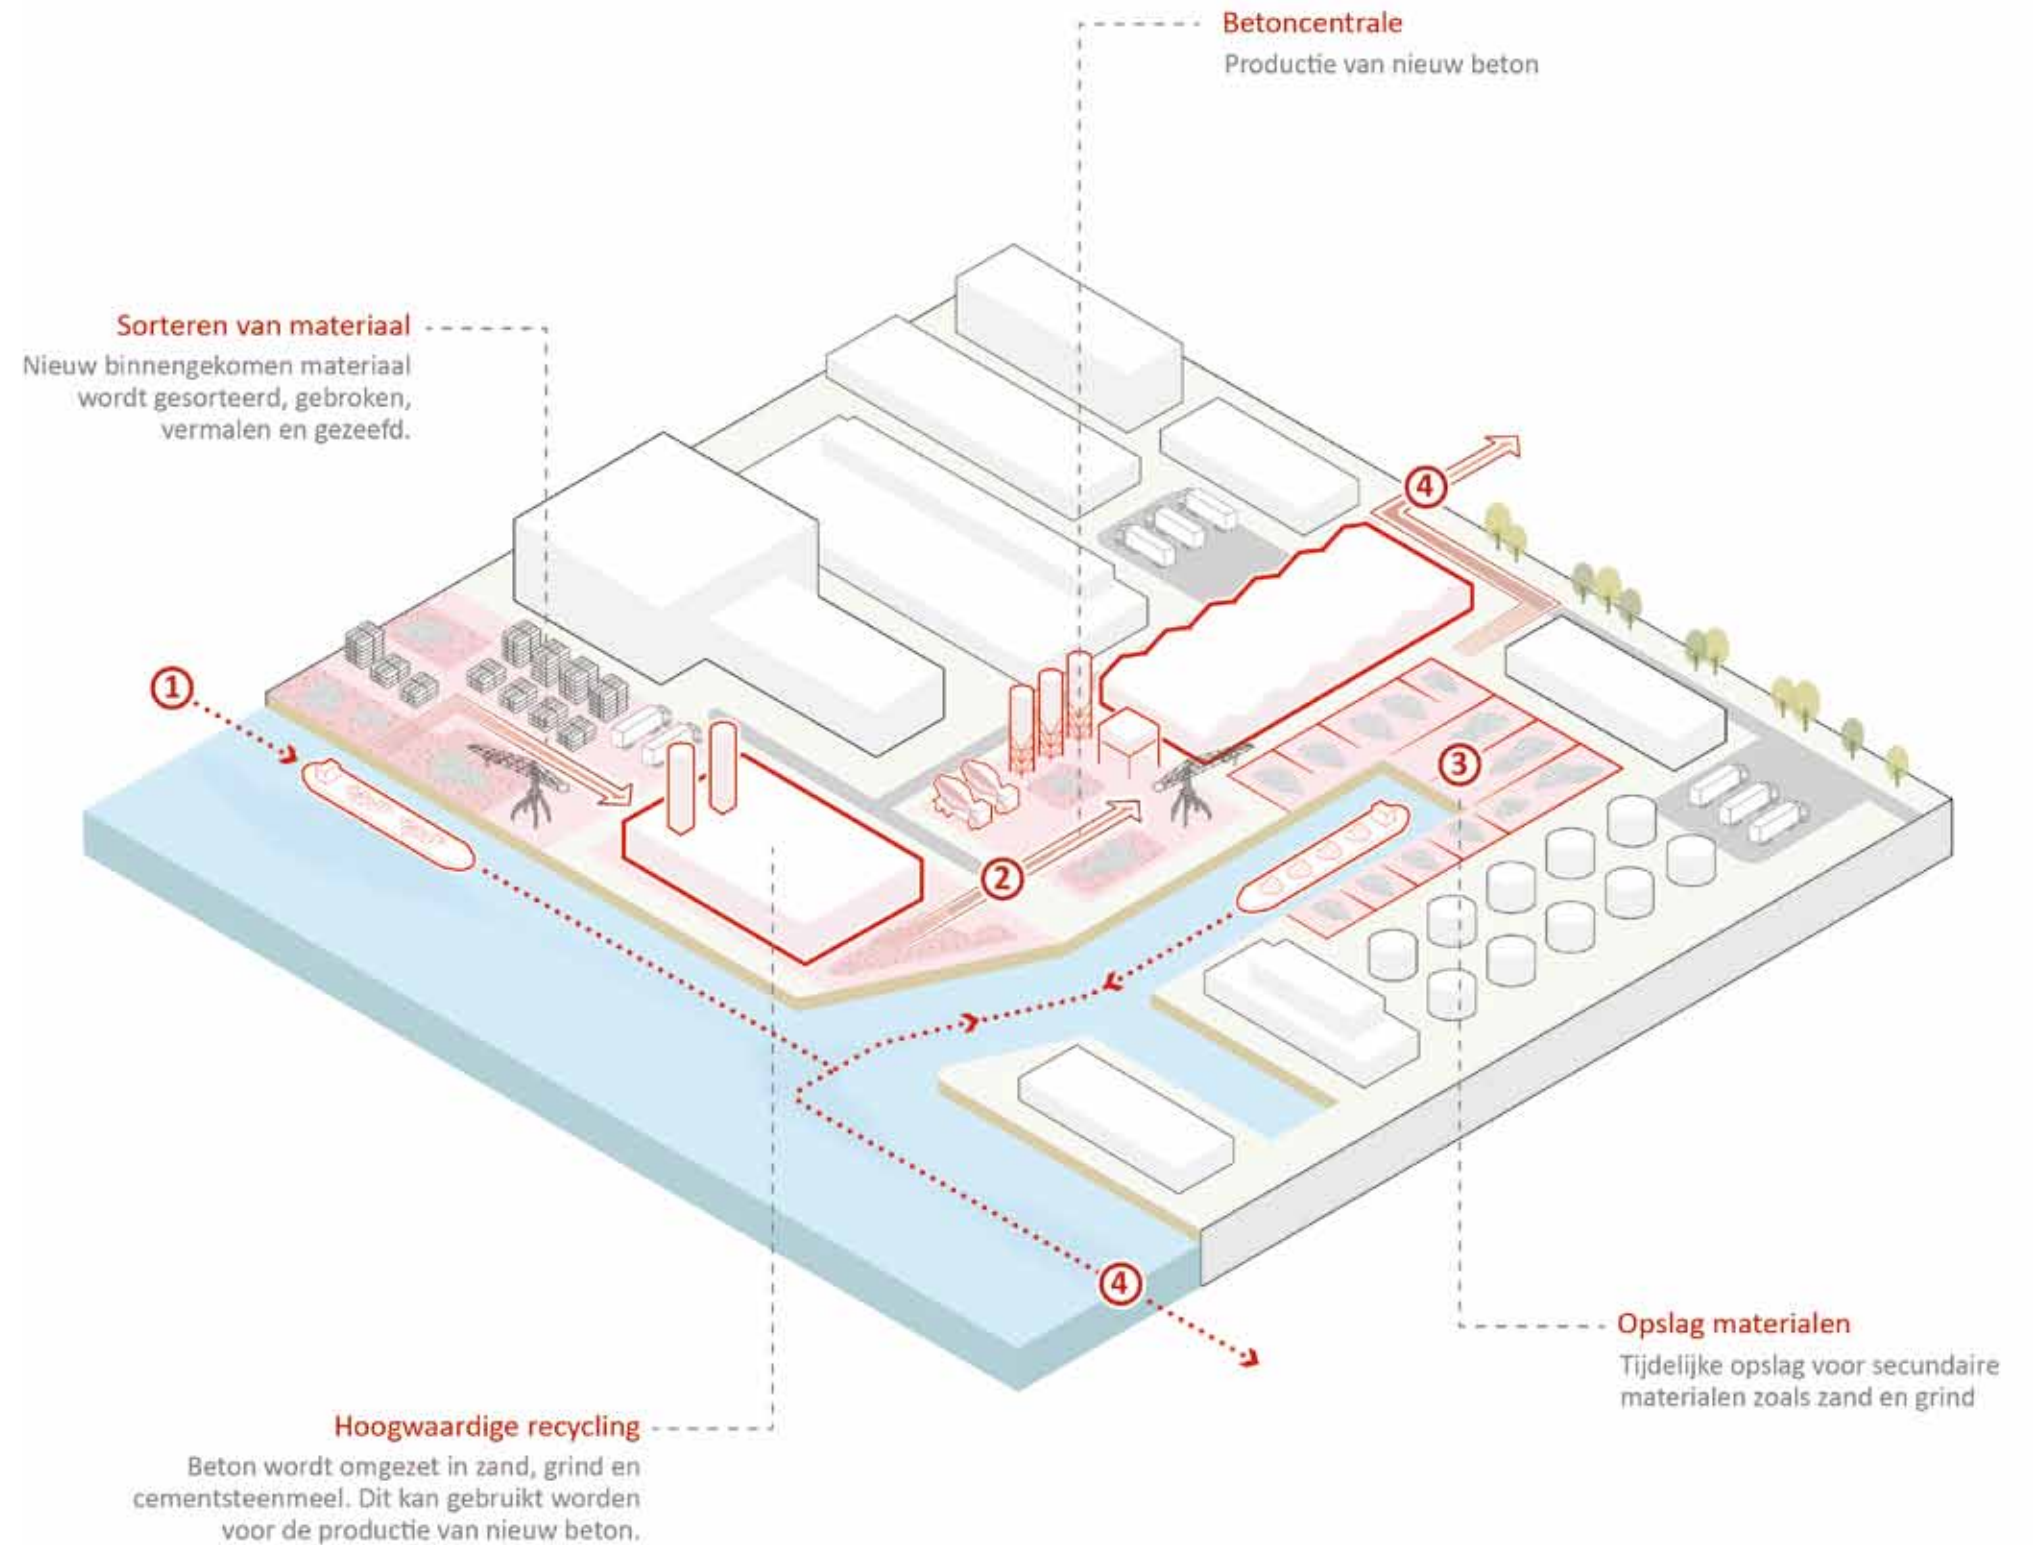 Betoncentrale
Productie van nieuw beton
Sorteren van materiaal
Nieuw binnengekomen materiaal
wordt gesorteerd, gebroken,
vermalen en gezeefd.
4
1
3
2
4
Opslag materialen
Tijdelijke opslag voor secundaire
materialen zoals zand en grind
Hoogwaardige recycling
Beton wordt omgezet in zand, grind en
cementsteenmeel. Dit kan gebruikt worden
voor de productie van nieuw beton.